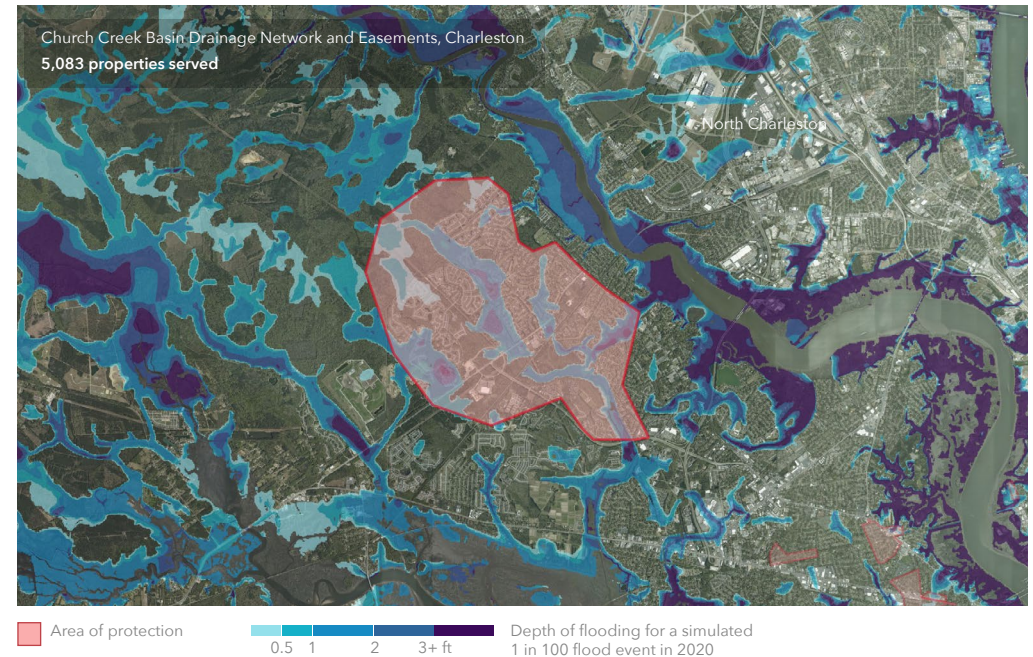 Church Creek Basin Drainage Network and Easements, Charleston
5,083 properties served
North Charleston
Area of protection
0.5 1 2 3+ ft
Depth of flooding for a simulated
1 in 100 flood event in 2020